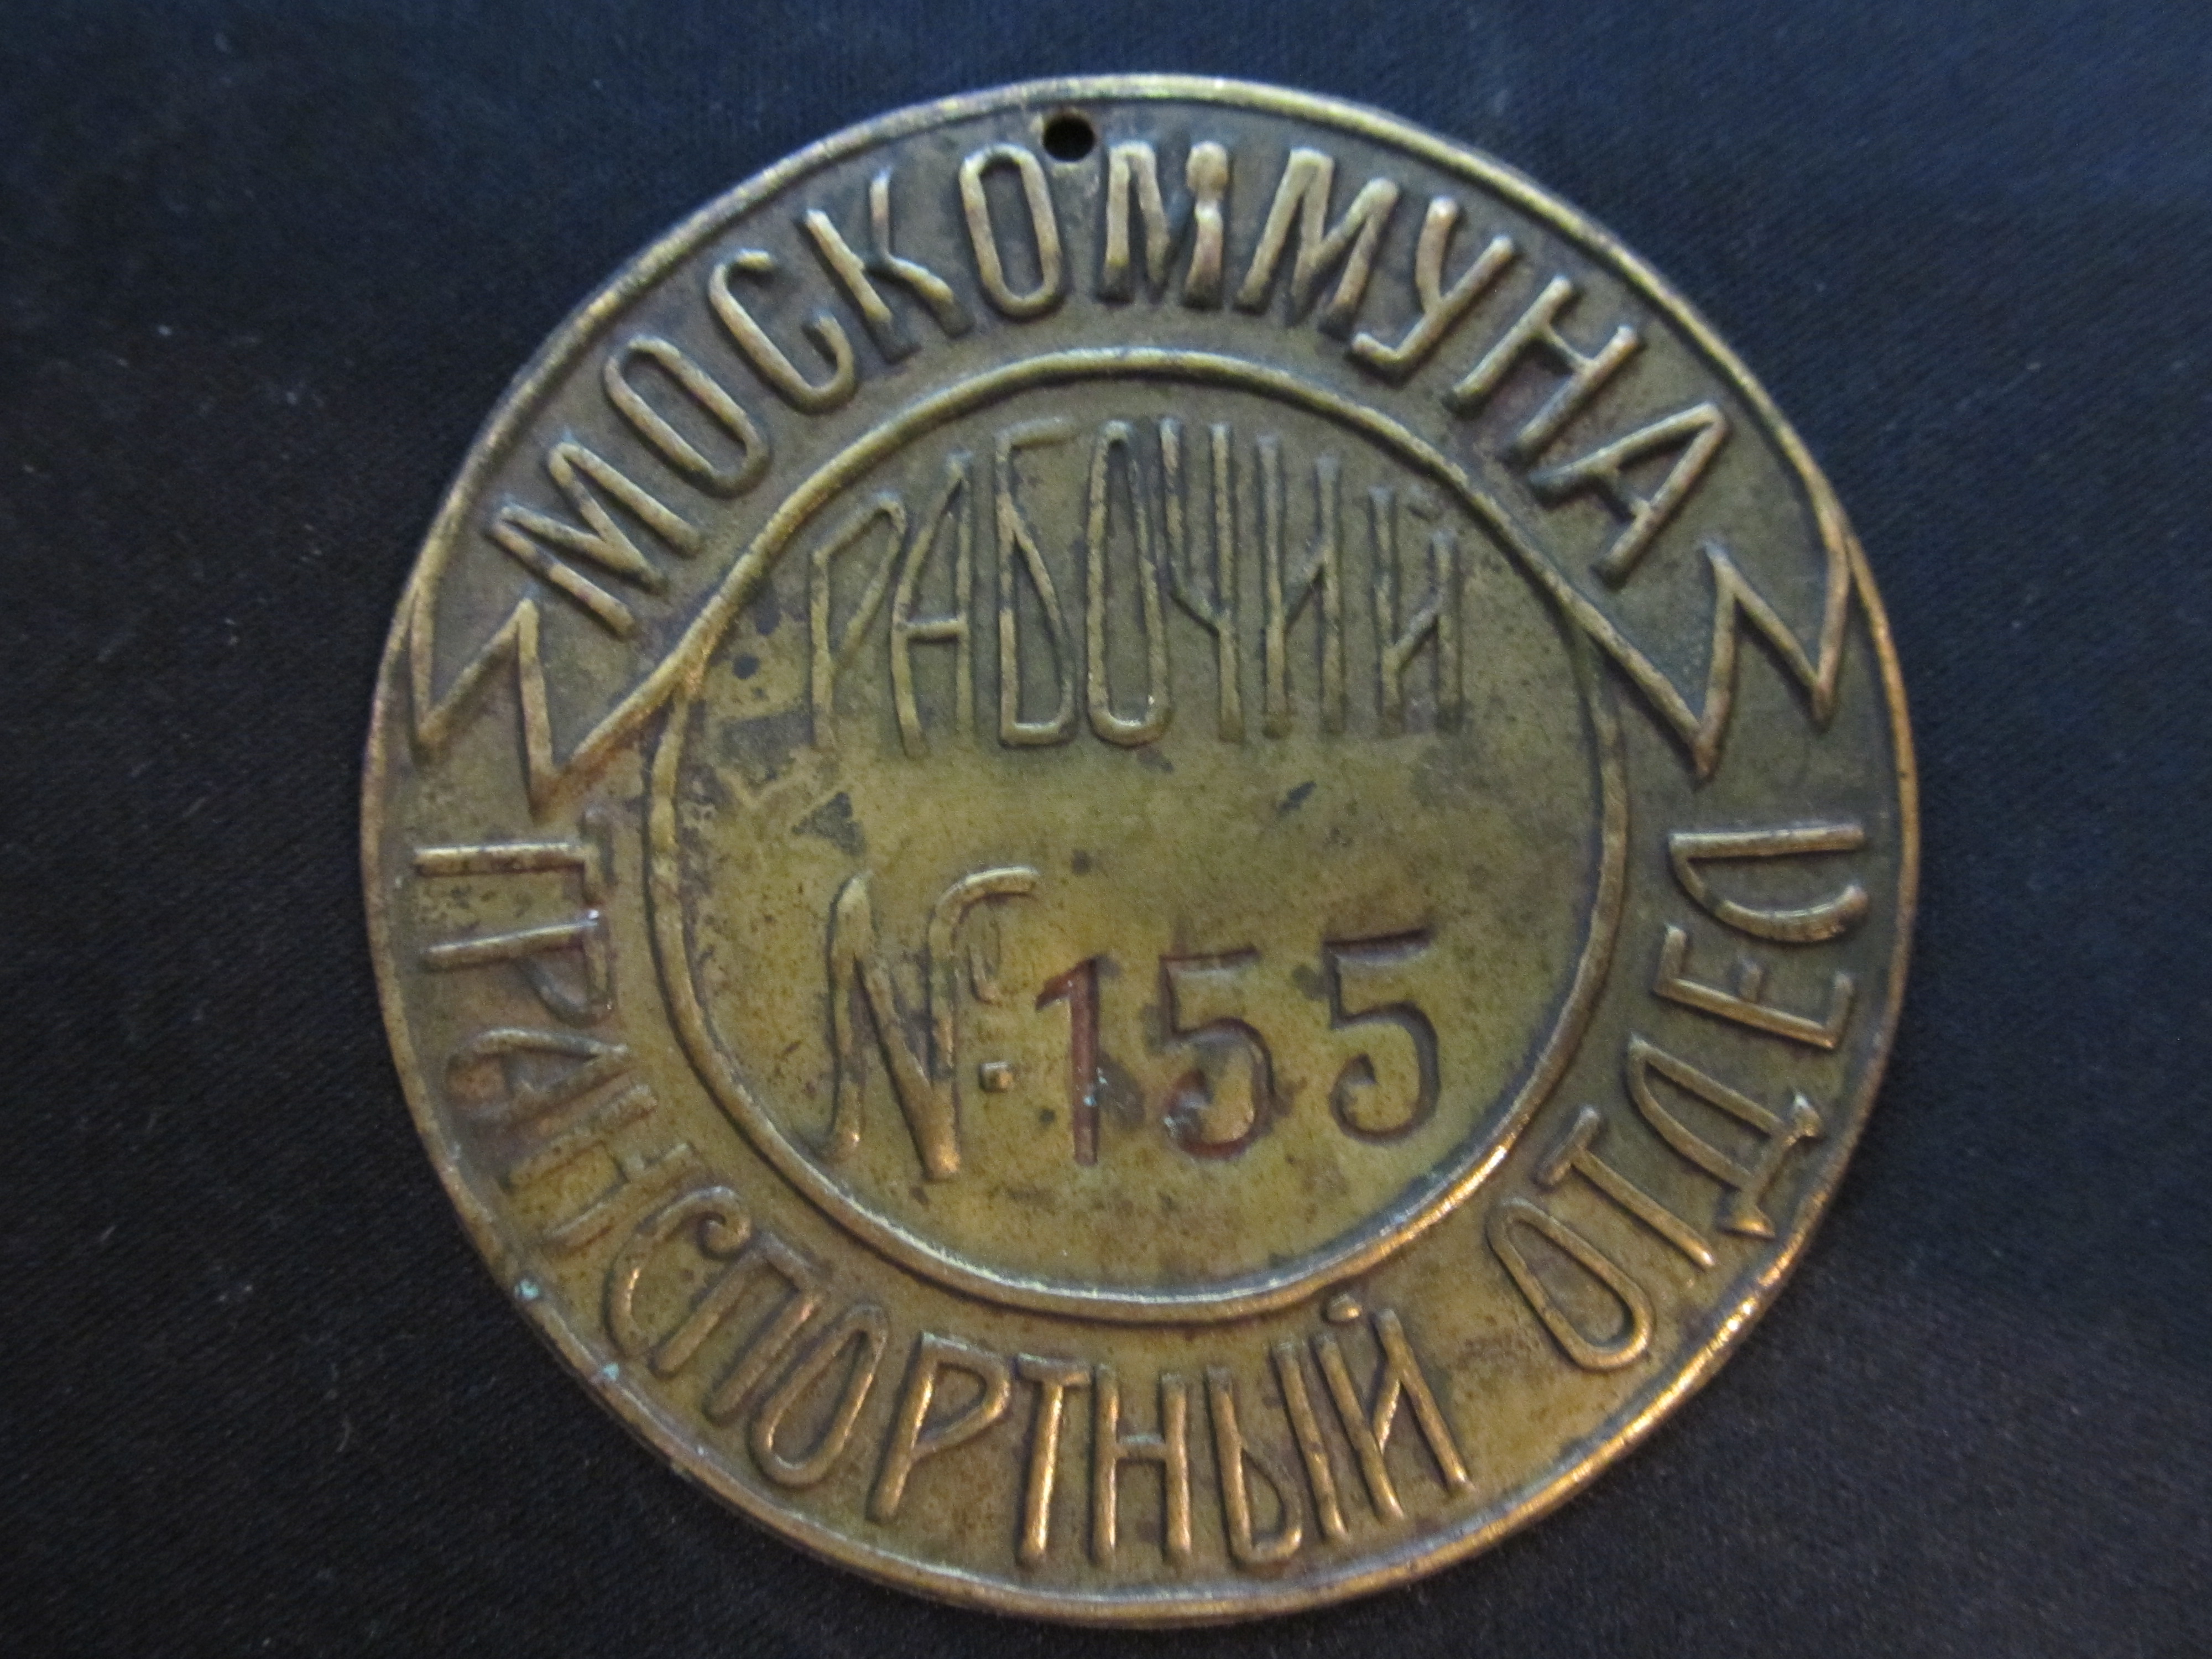 МОСКОММУНА
РАБОЧИЙ
№ 155
ТРАНСПОРТНЫЙ ОТДЕЛ